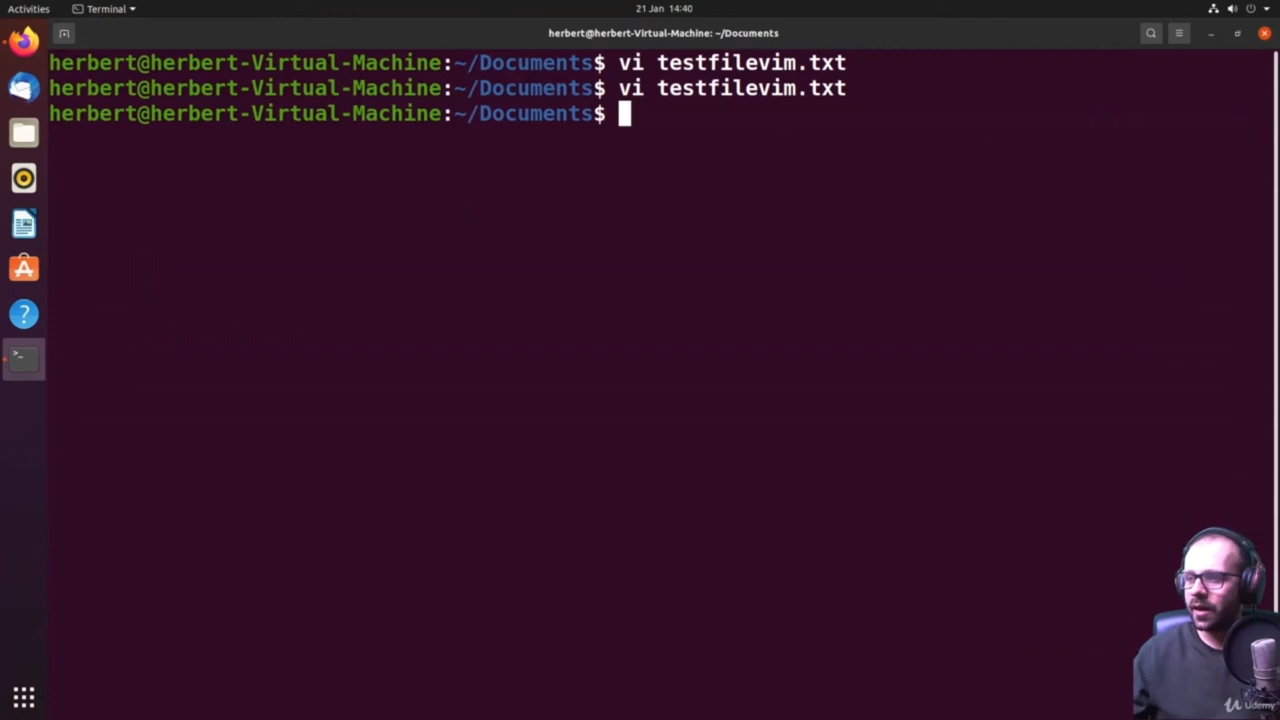 Activities
Terminal
21 Jan 14:40
herbert@herbert-Virtual-Machine: ~/Documents
herbert@herbert-Virtual-Machine:~/Documents$ vi testfilevim.txt
herbert@herbert-Virtual-Machine:~/Documents$ vi testfilevim.txt
herbert@herbert-Virtual-Machine:~/Documents$
Udemy